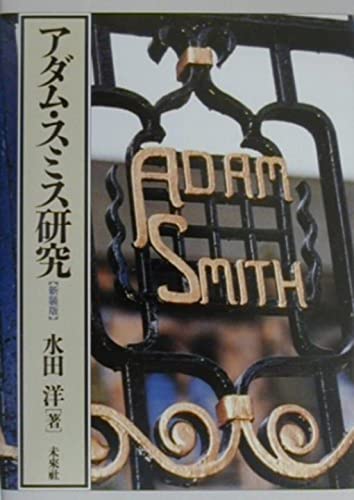 アダム・スミス研究
【新装版】
水田 洋[著]
未來社
ADAM
SMITH